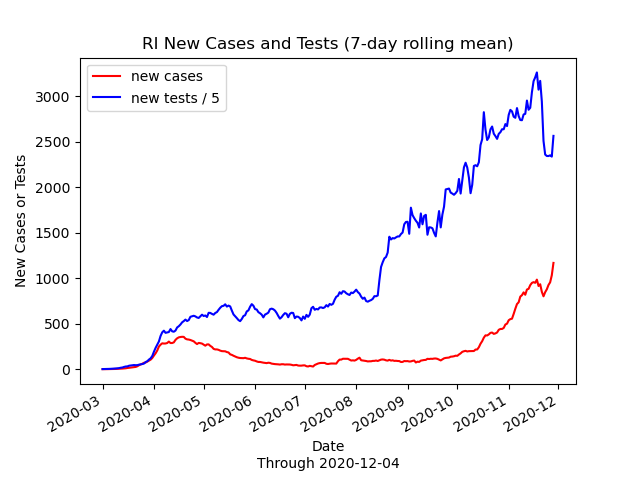 RI New Cases and Tests (7-day rolling mean)
new cases
new tests / 5
New Cases or Tests
3000
2500
2000
1500
1000
500
0
2020-03
2020-04
2020-05
2020-06
2020-07
2020-08
2020-09
2020-10
2020-11
2020-12
Date
Through 2020-12-04